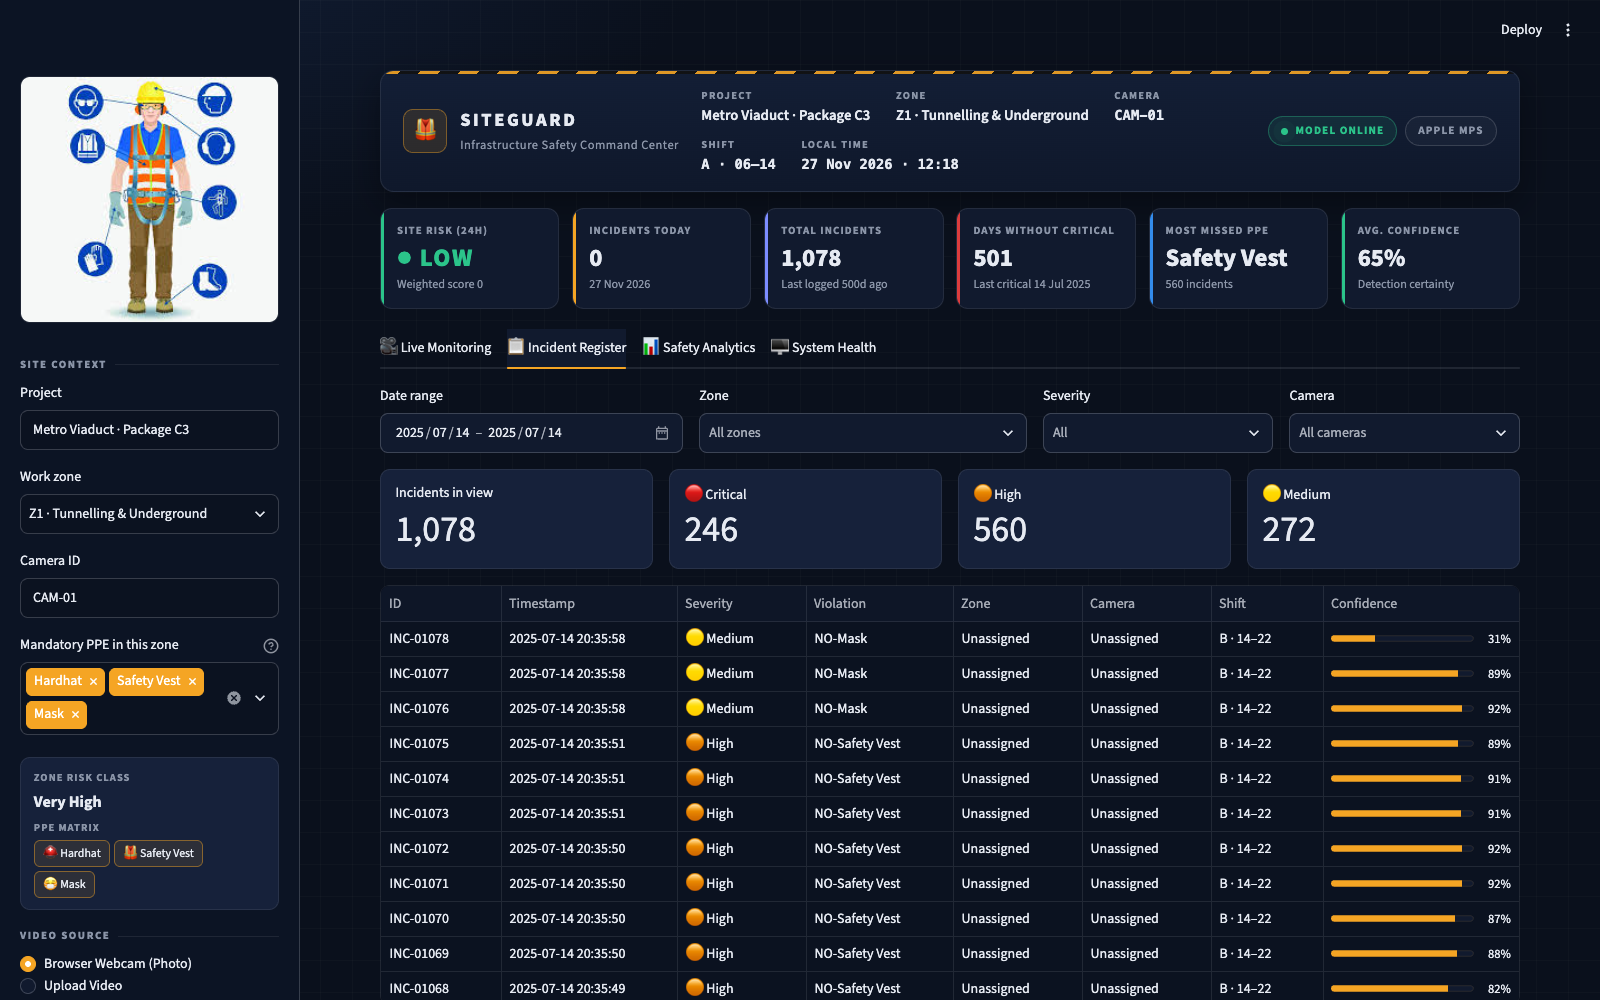 Deploy
SITEGUARD
Infrastructure Safety Command Center
PROJECT
Metro Viaduct · Package C3
ZONE
Z1 · Tunnelling & Underground
CAMERA
CAM-01
SHIFT
A · 06–14
LOCAL TIME
27 Nov 2026 · 12:18
MODEL ONLINE
APPLE MPS
SITE RISK (24H)
LOW
Weighted score 0
INCIDENTS TODAY
0
27 Nov 2026
TOTAL INCIDENTS
1,078
Last logged 500d ago
DAYS WITHOUT CRITICAL
501
Last critical 14 Jul 2025
MOST MISSED PPE
Safety Vest
560 incidents
AVG. CONFIDENCE
65%
Detection certainty
SITE CONTEXT
Project
Metro Viaduct · Package C3
Work zone
Z1 · Tunnelling & Underground
Camera ID
CAM-01
Mandatory PPE in this zone
Hardhat × Safety Vest ×
Mask ×
ZONE RISK CLASS
Very High
PPE MATRIX
Hardhat Safety Vest
Mask
VIDEO SOURCE
Browser Webcam (Photo)
Upload Video
Live Monitoring Incident Register Safety Analytics System Health
Date range
2025/07/14 – 2025/07/14
Zone
All zones
Severity
All
Camera
All cameras
Incidents in view
1,078
Critical
246
High
560
Medium
272
ID Timestamp Severity Violation Zone Camera Shift Confidence
INC-01078 2025-07-14 20:35:58 Medium NO-Mask Unassigned Unassigned B · 14–22 31%
INC-01077 2025-07-14 20:35:58 Medium NO-Mask Unassigned Unassigned B · 14–22 89%
INC-01076 2025-07-14 20:35:58 Medium NO-Mask Unassigned Unassigned B · 14–22 92%
INC-01075 2025-07-14 20:35:51 High NO-Safety Vest Unassigned Unassigned B · 14–22 89%
INC-01074 2025-07-14 20:35:51 High NO-Safety Vest Unassigned Unassigned B · 14–22 91%
INC-01073 2025-07-14 20:35:51 High NO-Safety Vest Unassigned Unassigned B · 14–22 91%
INC-01072 2025-07-14 20:35:50 High NO-Safety Vest Unassigned Unassigned B · 14–22 92%
INC-01071 2025-07-14 20:35:50 High NO-Safety Vest Unassigned Unassigned B · 14–22 92%
INC-01070 2025-07-14 20:35:50 High NO-Safety Vest Unassigned Unassigned B · 14–22 87%
INC-01069 2025-07-14 20:35:50 High NO-Safety Vest Unassigned Unassigned B · 14–22 88%
INC-01068 2025-07-14 20:35:49 High NO-Safety Vest Unassigned Unassigned B · 14–22 82%